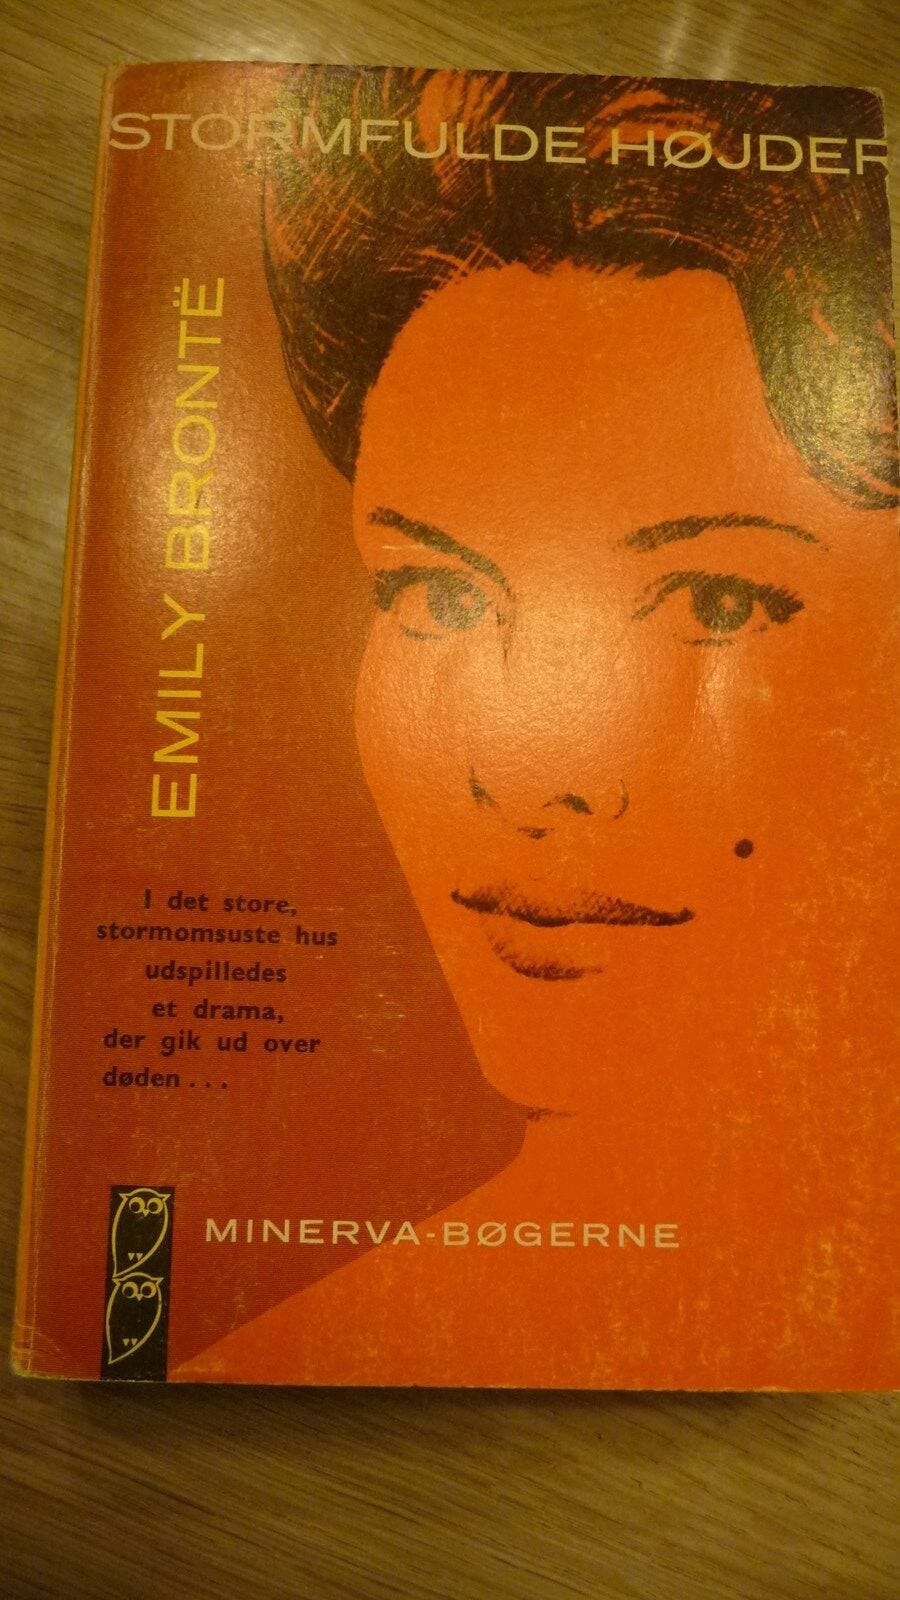 STORMFULDE HØJDER
EMILY BRONTË
I det store,
stormomsuste hus
udspilledes
et drama,
der gik ud over
døden...
MINERVA-BØGERNE